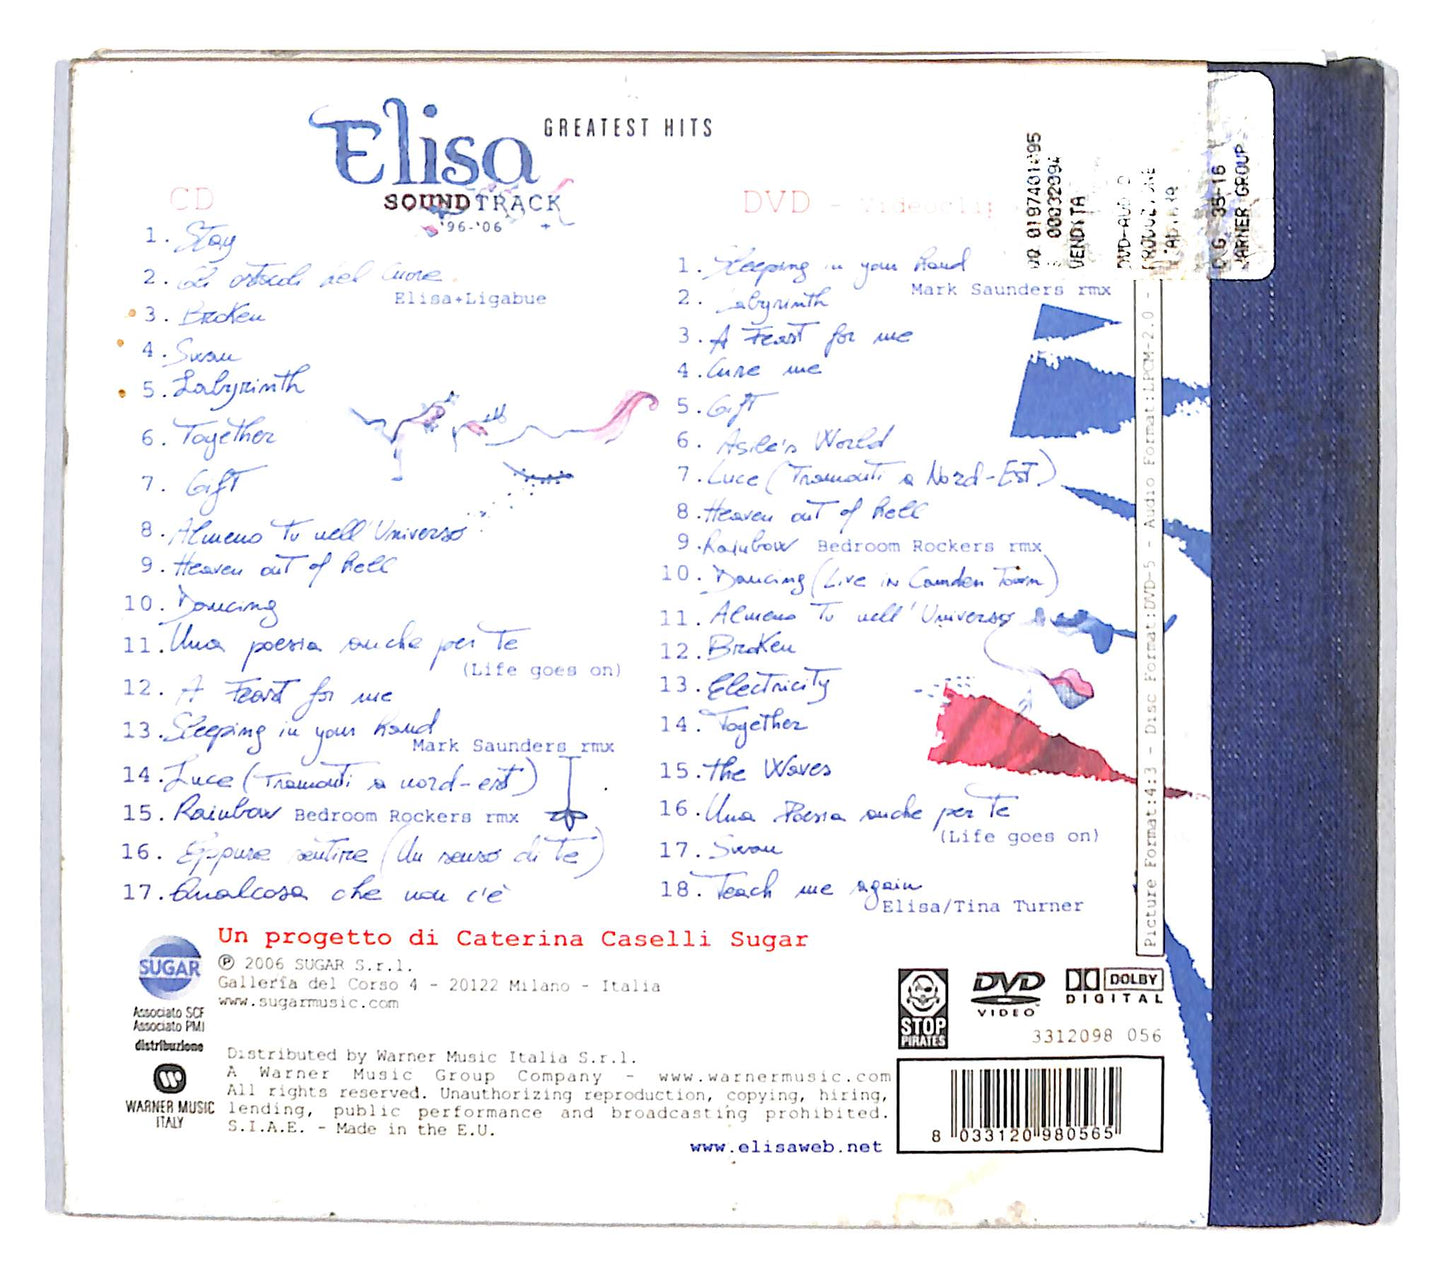 Elisa GREATEST HITS
SOUNDTRACK
'96-'06
CD
1. Stay
2. Gli ostacoli del Cuore
Elisa+Ligabue
3. Broken
4. Swan
5. Labyrinth
6. Together
7. Gift
8. Almeno Tu nell'Universo
9. Heaven out of hell
10. Dancing
11. Una poesia anche per Te
(Life goes on)
12. A Feast for me
13. Sleeping in your hand
Mark Saunders rmx
14. Luce (Tramonti a nord-est)
15. Rainbow Bedroom Rockers rmx
16. Eppure sentire (Un senso di te)
17. Qualcosa che non c'è
DVD - Videoclip
1. Sleeping in your hand
Mark Saunders rmx
2. Labyrinth
3. A Feast for me
4. Cure me
5. Gift
6. Asile's World
7. Luce (Tramonti a Nord-Est)
8. Heaven out of hell
9. Rainbow Bedroom Rockers rmx
10. Dancing (Live in Camden Town)
11. Almeno Tu nell'Universo
12. Broken
13. Electricity
14. Together
15. The Waves
16. Una Poesia anche per Te
(Life goes on)
17. Swan
18. Teach me again
Elisa/Tina Turner
VENDITA
WARNER GROUP
Picture Format:4:3 - Disc Format:DVD-5 - Audio Format:LPCM-2.0 -
Un progetto di Caterina Caselli Sugar
SUGAR
Associato SCF
Associato PMI
distribuzione
WARNER MUSIC
ITALY
℗ 2006 SUGAR S.r.l.
Galleria del Corso 4 - 20122 Milano - Italia
www.sugarmusic.com
Distributed by Warner Music Italia S.r.l.
A Warner Music Group Company - www.warnermusic.com
All rights reserved. Unauthorizing reproduction, copying, hiring,
lending, public performance and broadcasting prohibited.
S.I.A.E. - Made in the E.U.
www.elisaweb.net
STOP
PIRATES
DVD
VIDEO
DOLBY
DIGITAL
3312098 056
8 033120 980565